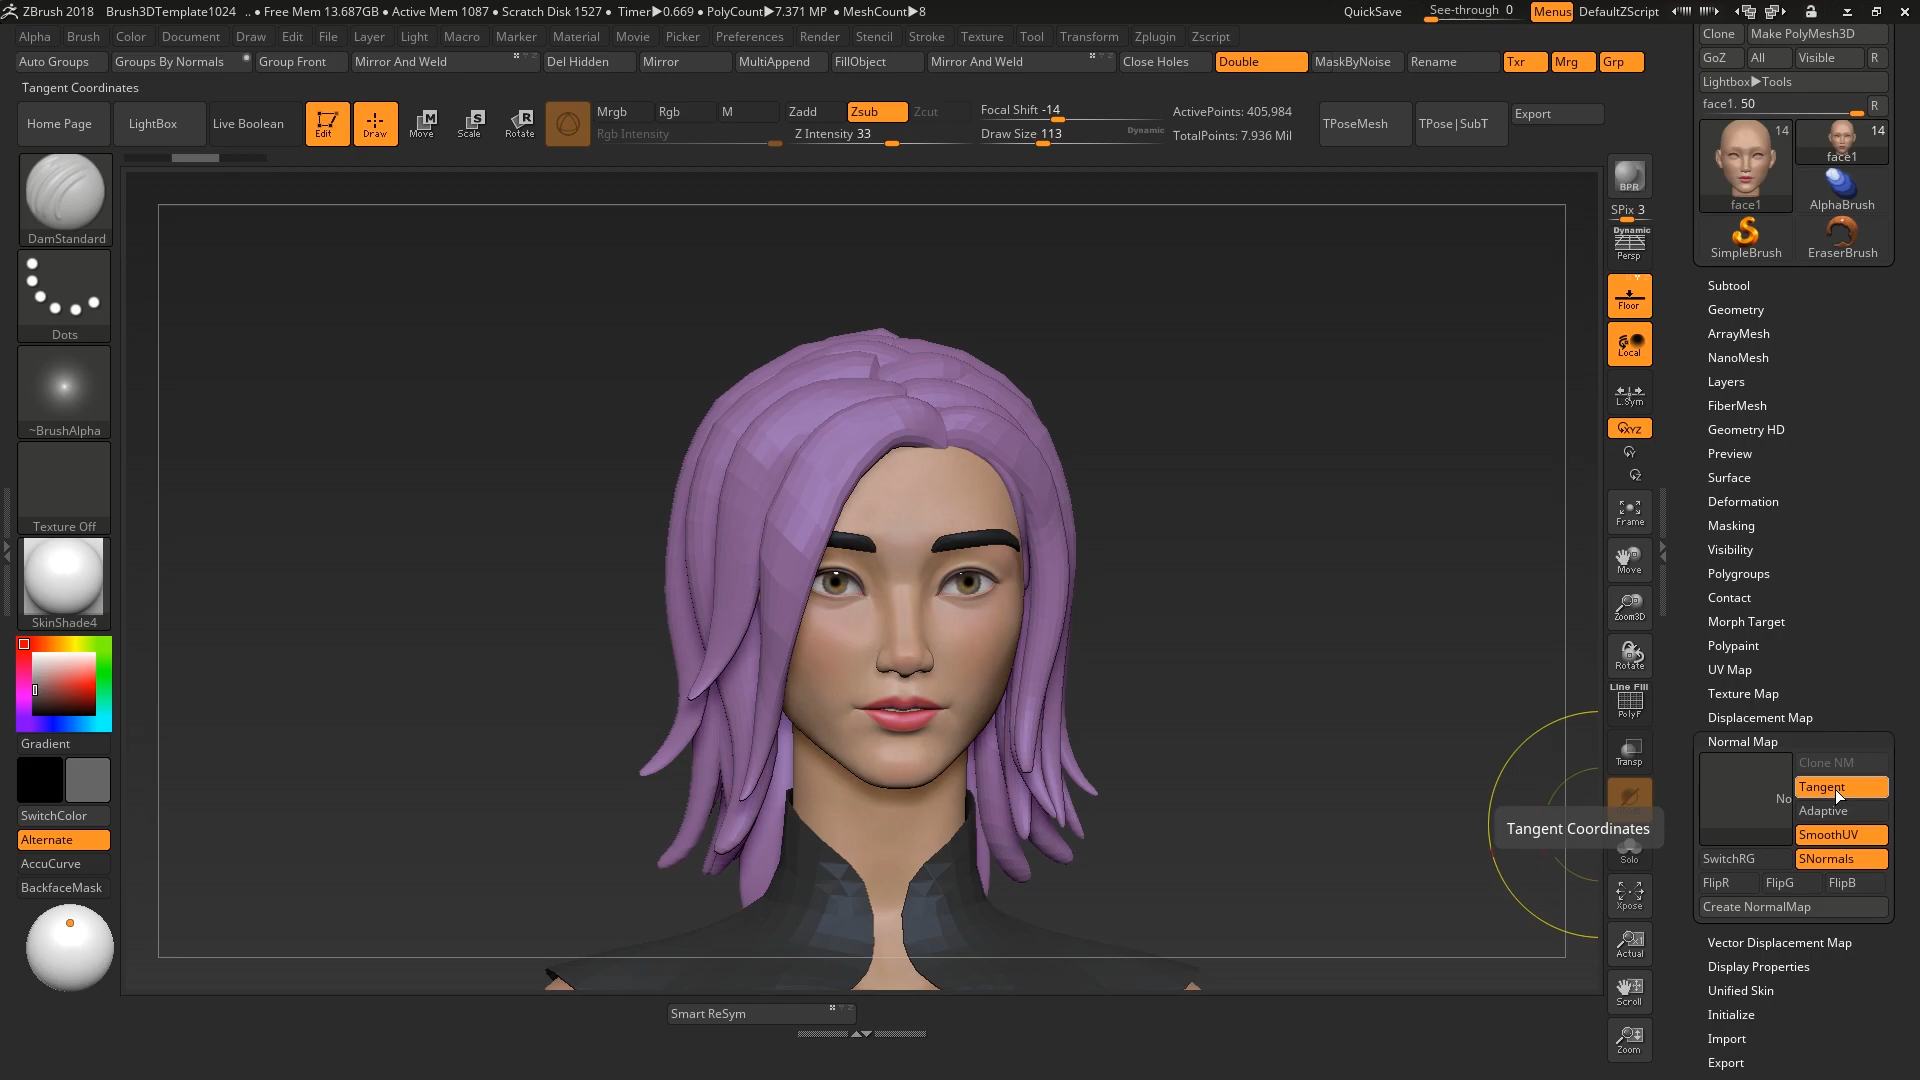 ZBrush 2018 Brush3DTemplate1024 .. • Free Mem 13.687GB • Active Mem 1087 • Scratch Disk 1527 • Timer▶0.669 • PolyCount▶7.371 MP • MeshCount▶8 QuickSave See-through 0 Menus DefaultZScript
Alpha Brush Color Document Draw Edit File Layer Light Macro Marker Material Movie Picker Preferences Render Stencil Stroke Texture Tool Transform Zplugin Zscript
Auto Groups Groups By Normals Group Front Mirror And Weld Del Hidden Mirror MultiAppend FillObject Mirror And Weld Close Holes Double MaskByNoise Rename Txr Mrg Grp
Tangent Coordinates
Home Page LightBox Live Boolean Edit Draw Move Scale Rotate
Mrgb Rgb M Zadd Zsub Zcut Focal Shift -14 ActivePoints: 405,984
Rgb Intensity Z Intensity 33 Draw Size 113 Dynamic TotalPoints: 7.936 Mil
TPoseMesh TPose|SubT Export
DamStandard
Dots
~BrushAlpha
Texture Off
SkinShade4
Gradient
SwitchColor
Alternate
AccuCurve
BackfaceMask
Smart ReSym
BPR
SPix 3
Dynamic
Persp
Floor
Local
L.Sym
XYZ
Y
Z
Frame
Move
Zoom3D
Rotate
Line Fill
PolyF
Transp
Tangent Coordinates
Solo
Xpose
Actual
Scroll
Zoom
Clone Make PolyMesh3D
GoZ All Visible R
Lightbox▶Tools
face1. 50 R
14 14
face1
face1 AlphaBrush
SimpleBrush EraserBrush
Subtool
Geometry
ArrayMesh
NanoMesh
Layers
FiberMesh
Geometry HD
Preview
Surface
Deformation
Masking
Visibility
Polygroups
Contact
Morph Target
Polypaint
UV Map
Texture Map
Displacement Map
Normal Map
Clone NM
No Tangent
Adaptive
SmoothUV
SwitchRG SNormals
FlipR FlipG FlipB
Create NormalMap
Vector Displacement Map
Display Properties
Unified Skin
Initialize
Import
Export